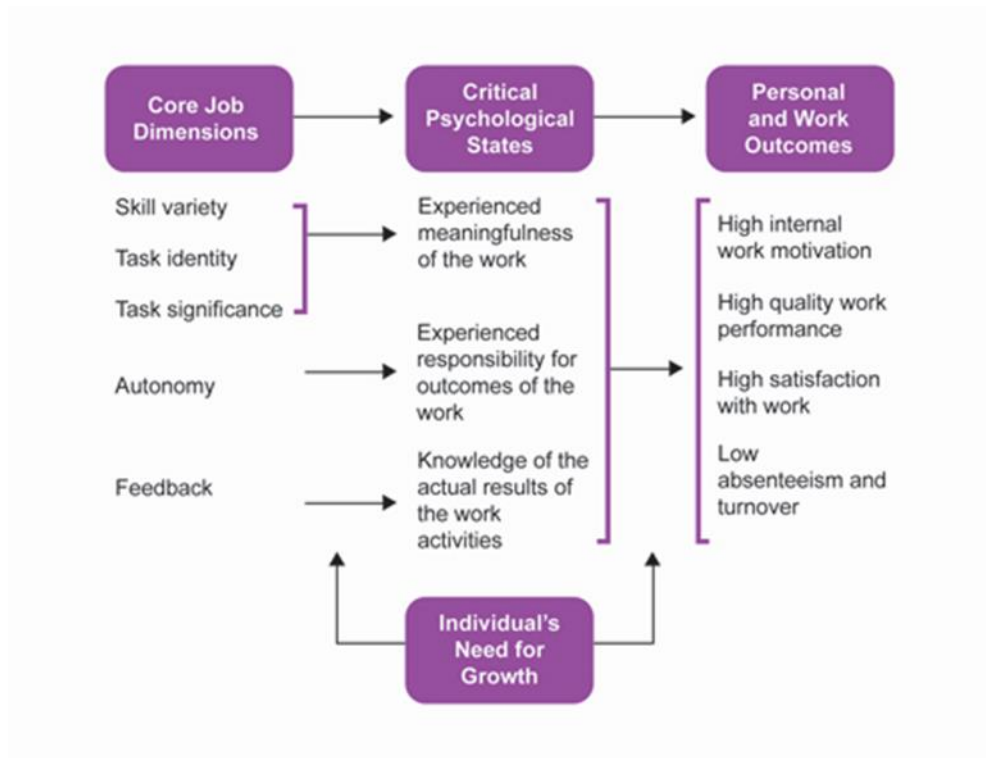 Core Job
Dimensions
Critical
Psychological
States
Personal
and Work
Outcomes
Skill variety
Task identity
Task significance
Autonomy
Feedback
Experienced
meaningfulness
of the work
Experienced
responsibility for
outcomes of the
work
Knowledge of the
actual results of
the work
activities
High internal
work motivation
High quality work
performance
High satisfaction
with work
Low
absenteeism and
turnover
Individual's
Need for
Growth